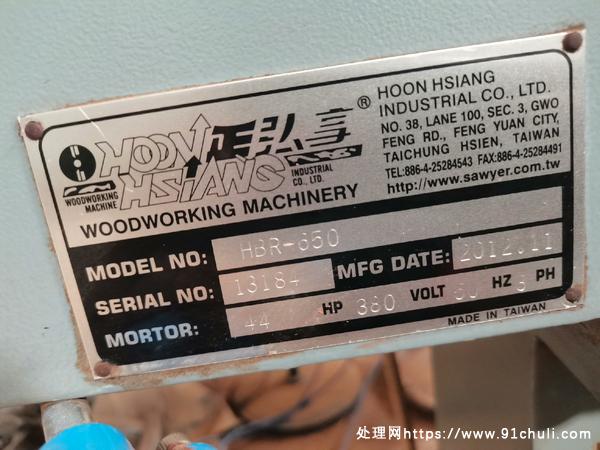 HOON HSIANG
WOODWORKING MACHINE
INDUSTRIAL CO., LTD.
®
WOODWORKING MACHINERY
HOON HSIANG
INDUSTRIAL CO., LTD.
NO. 38, LANE 100, SEC. 3, GWO
FENG RD., FENG YUAN CITY,
TAICHUNG HSIEN, TAIWAN
TEL:886-4-25284543 FAX:886-4-25284491
http://www.sawyer.com.tw
MODEL NO: HBR-650
SERIAL NO: 13184 MFG DATE: 2012.11
MORTOR: 44 HP 380 VOLT 50 HZ 3 PH
MADE IN TAIWAN
处理网https://www.91chuli.com/